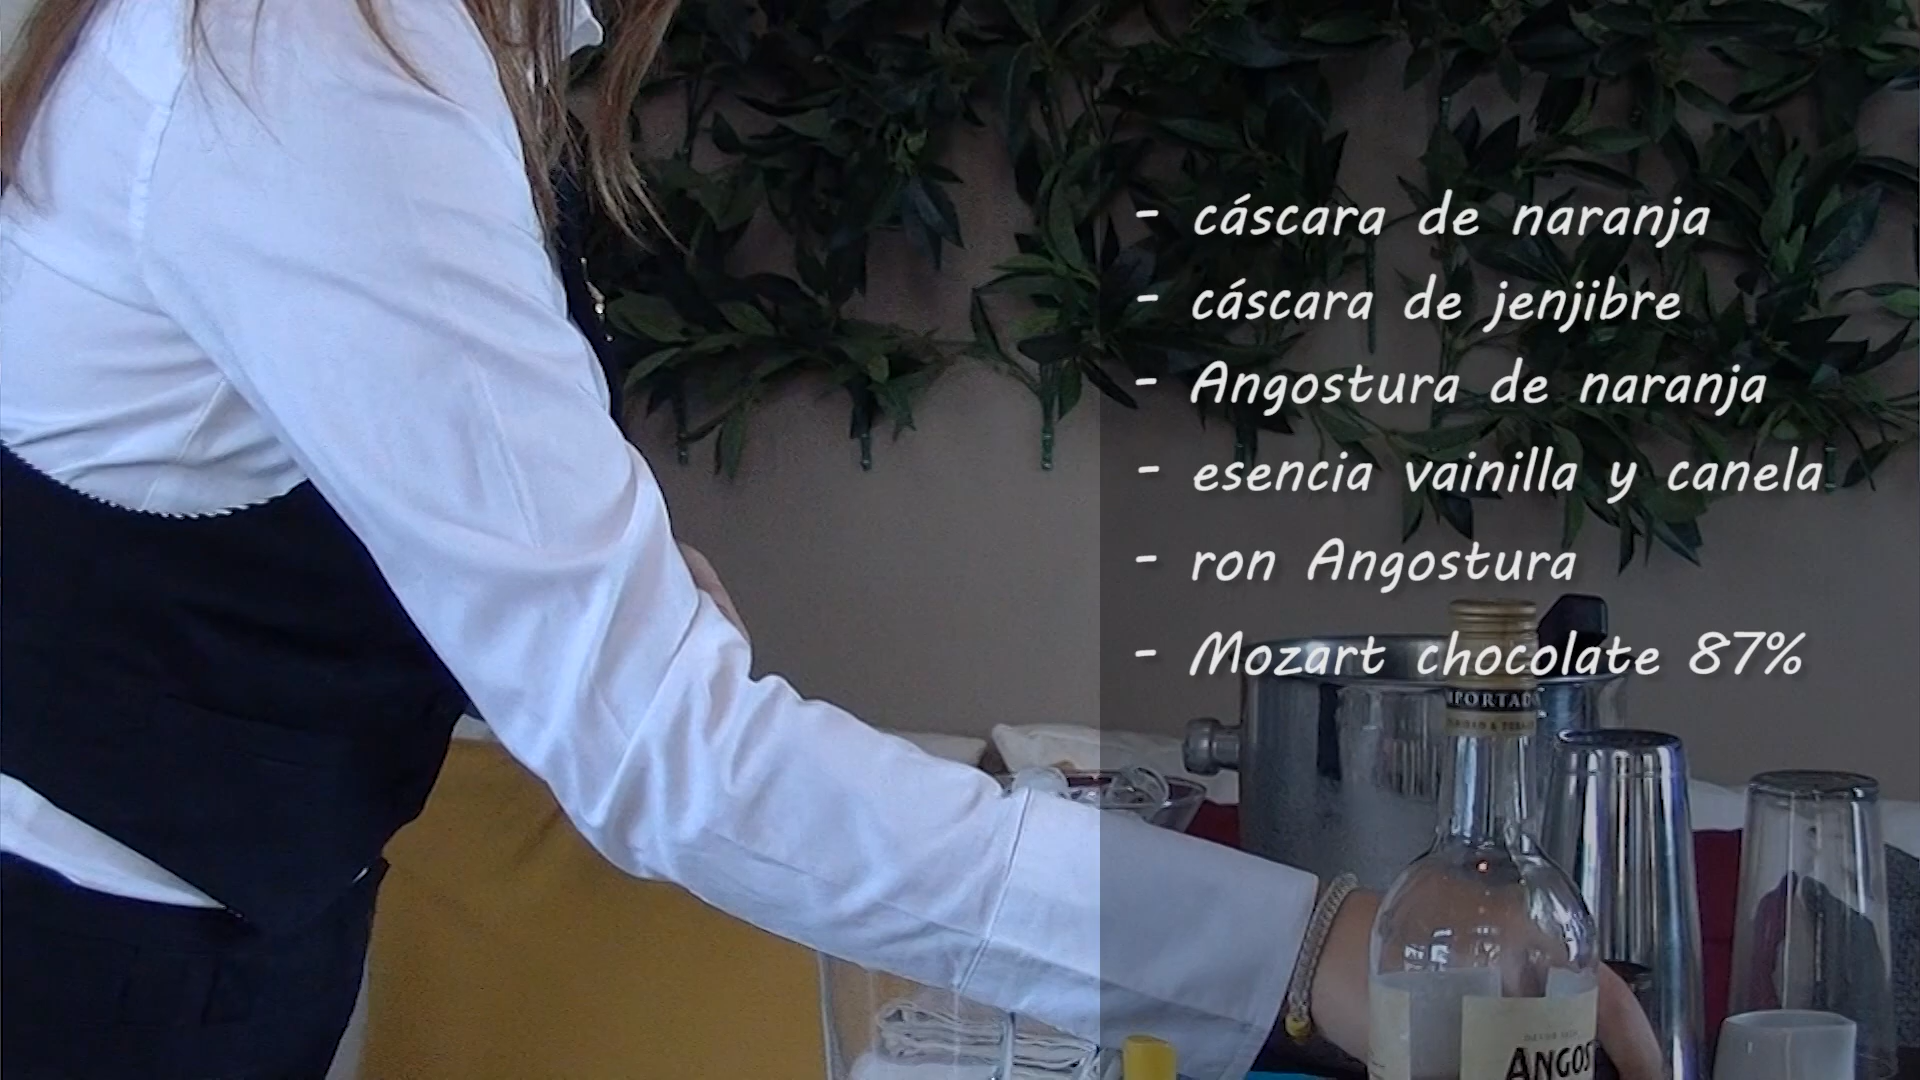 - cáscara de naranja
- cáscara de jenjibre
- Angostura de naranja
- esencia vainilla y canela
- ron Angostura
- Mozart chocolate 87%